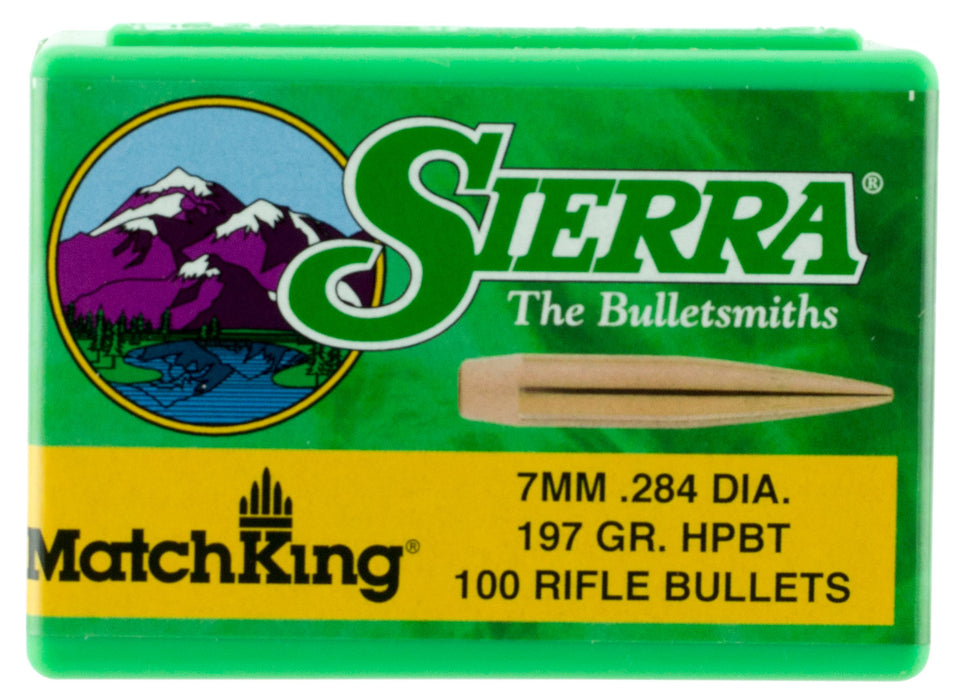 SIERRA®
The Bulletsmiths
7MM .284 DIA.
197 GR. HPBT
100 RIFLE BULLETS
MatchKing®